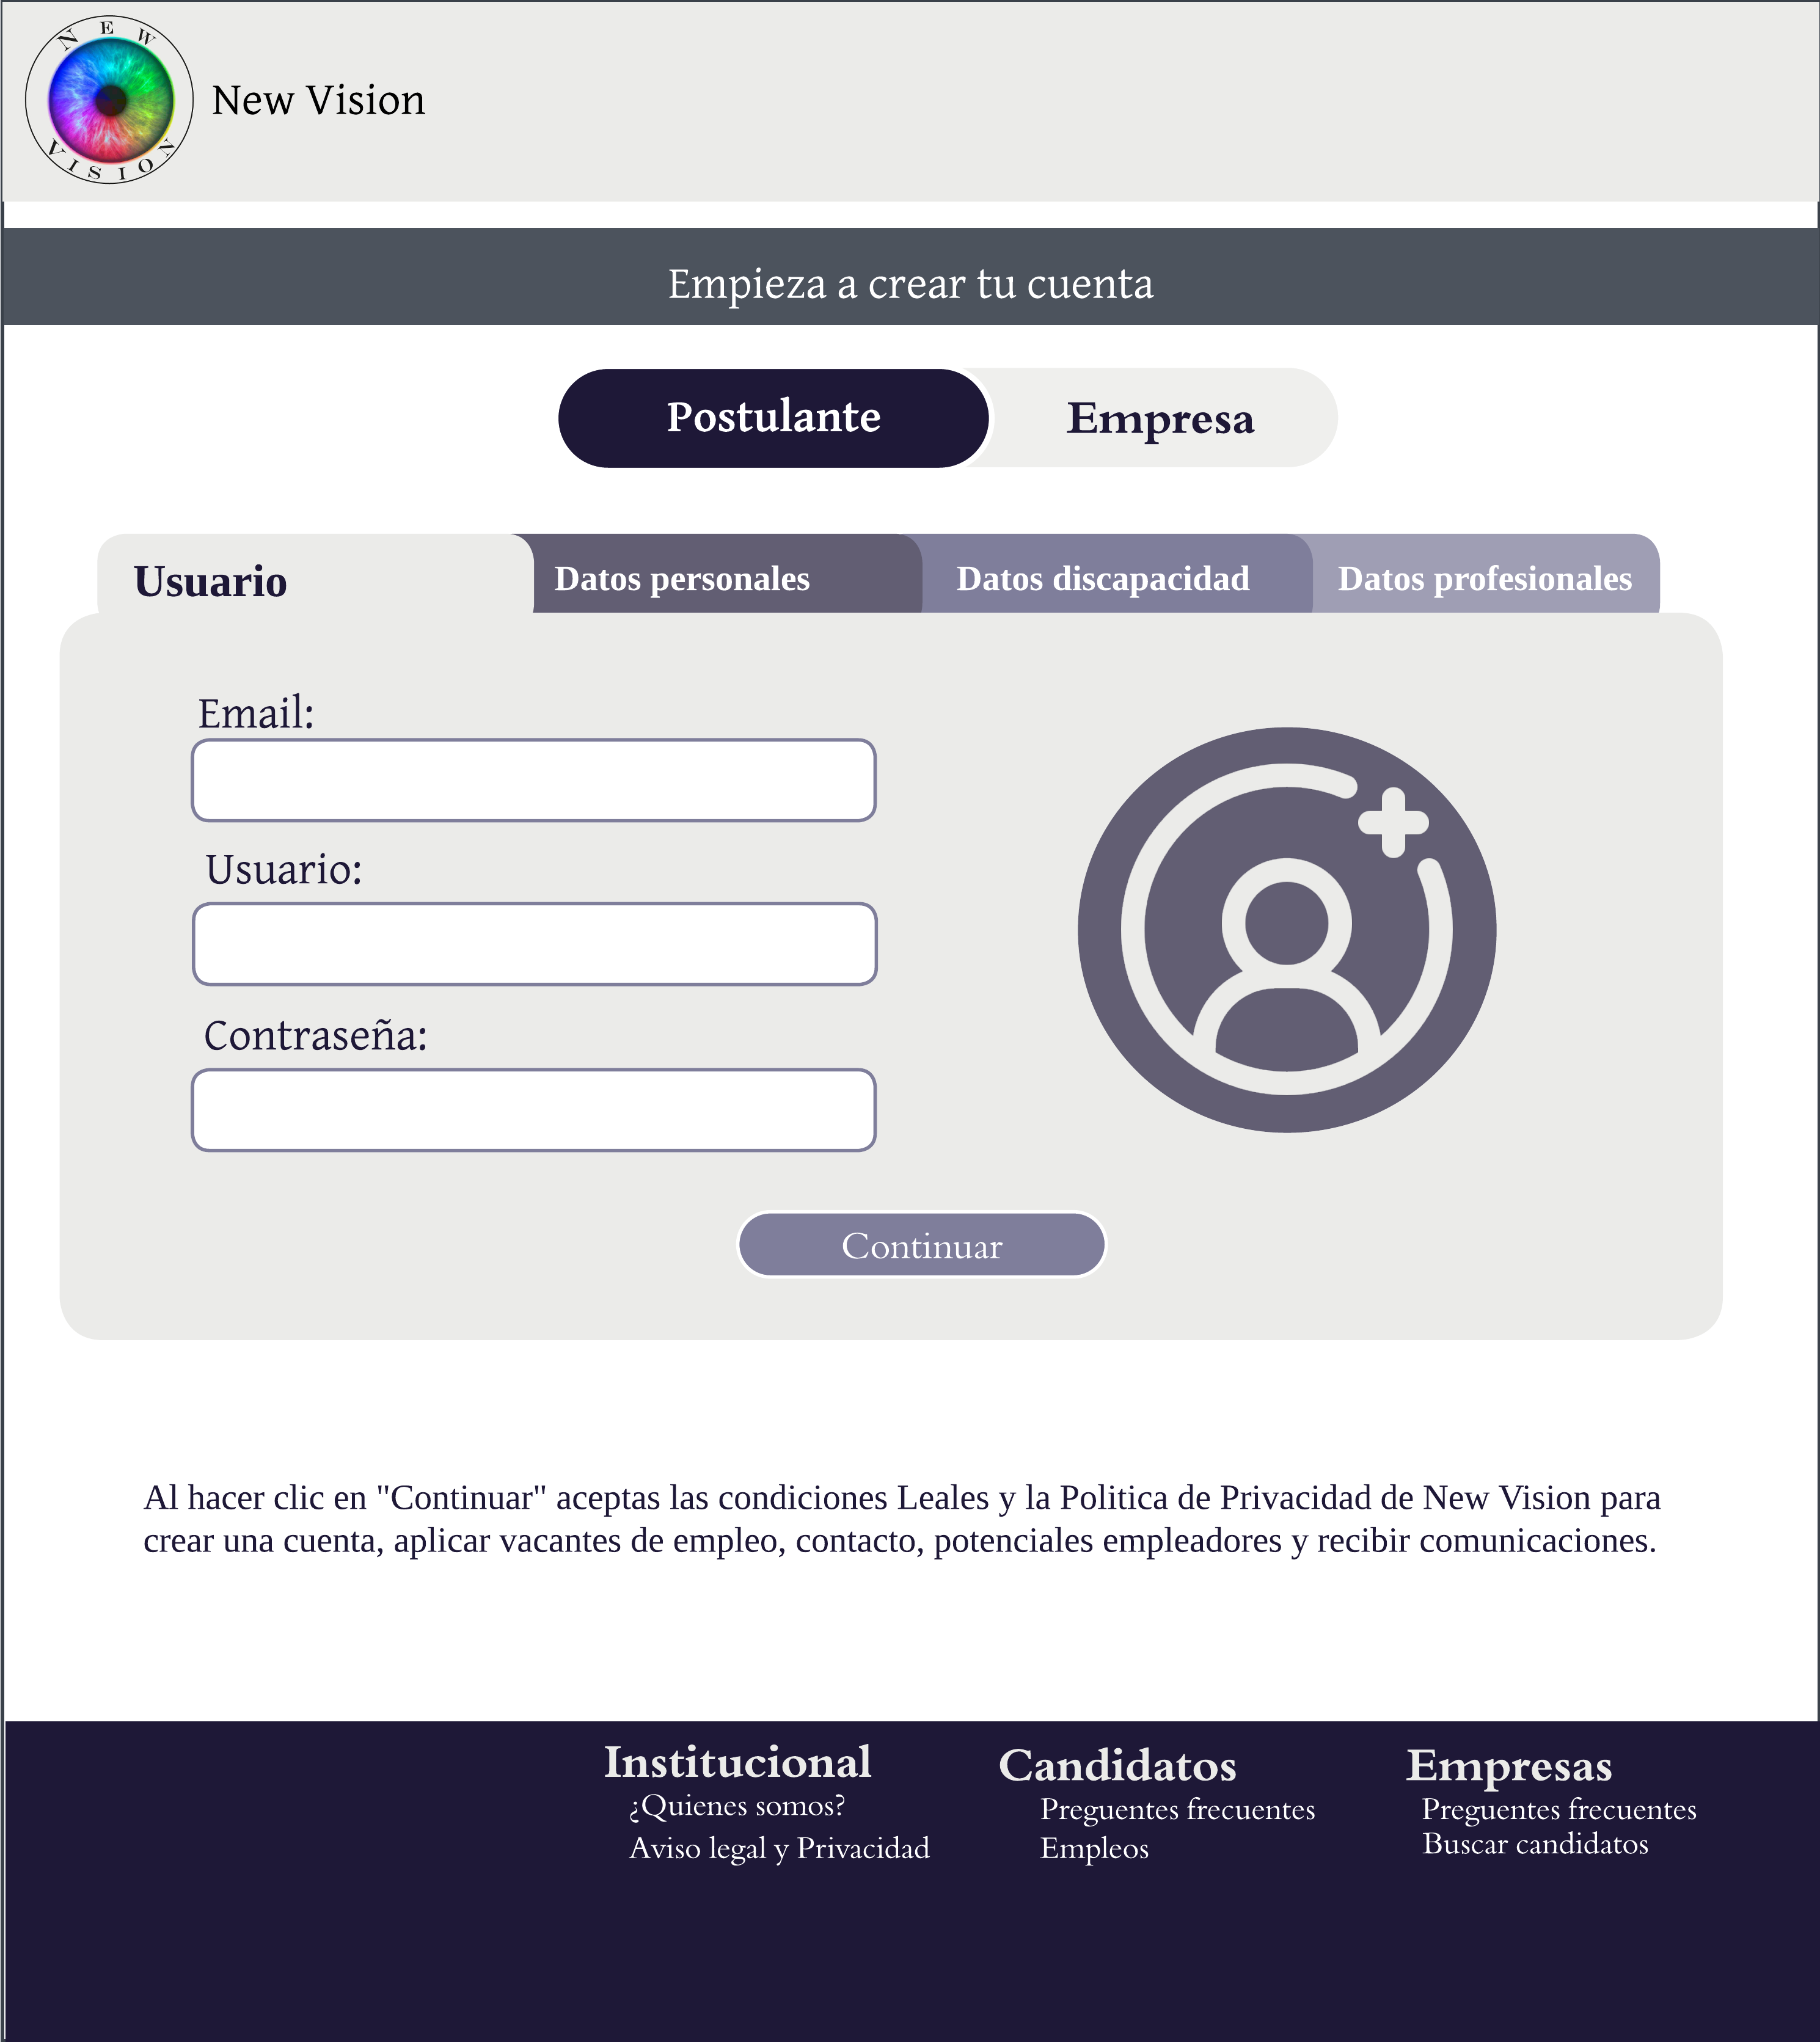 NEW
VISION
New Vision
Empieza a crear tu cuenta
Postulante
Empresa
Usuario
Datos personales
Datos discapacidad
Datos profesionales
Email:
Usuario:
Contraseña:
Continuar
Al hacer clic en "Continuar" aceptas las condiciones Leales y la Politica de Privacidad de New Vision para
crear una cuenta, aplicar vacantes de empleo, contacto, potenciales empleadores y recibir comunicaciones.
Institucional
¿Quienes somos?
Aviso legal y Privacidad
Candidatos
Preguentes frecuentes
Empleos
Empresas
Preguentes frecuentes
Buscar candidatos